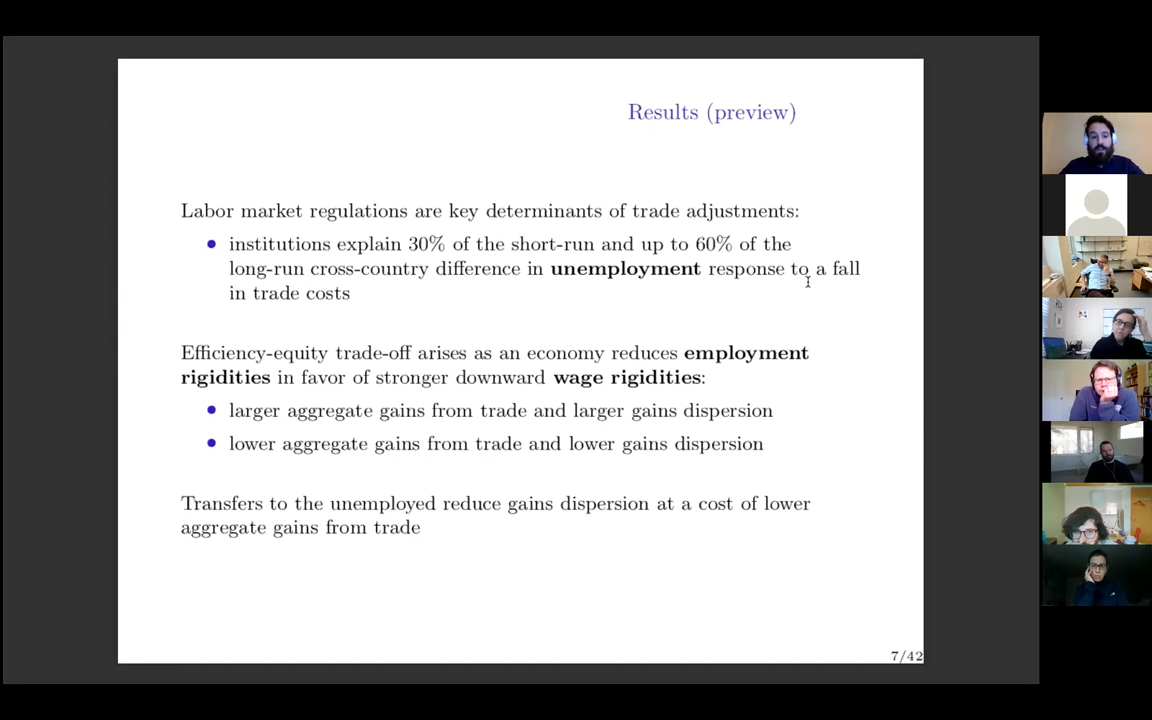 Results (preview)
Labor market regulations are key determinants of trade adjustments:
institutions explain 30% of the short-run and up to 60% of the
long-run cross-country difference in unemployment response to a fall
in trade costs
Efficiency-equity trade-off arises as an economy reduces employment
rigidities in favor of stronger downward wage rigidities:
larger aggregate gains from trade and larger gains dispersion
lower aggregate gains from trade and lower gains dispersion
Transfers to the unemployed reduce gains dispersion at a cost of lower
aggregate gains from trade
7/42